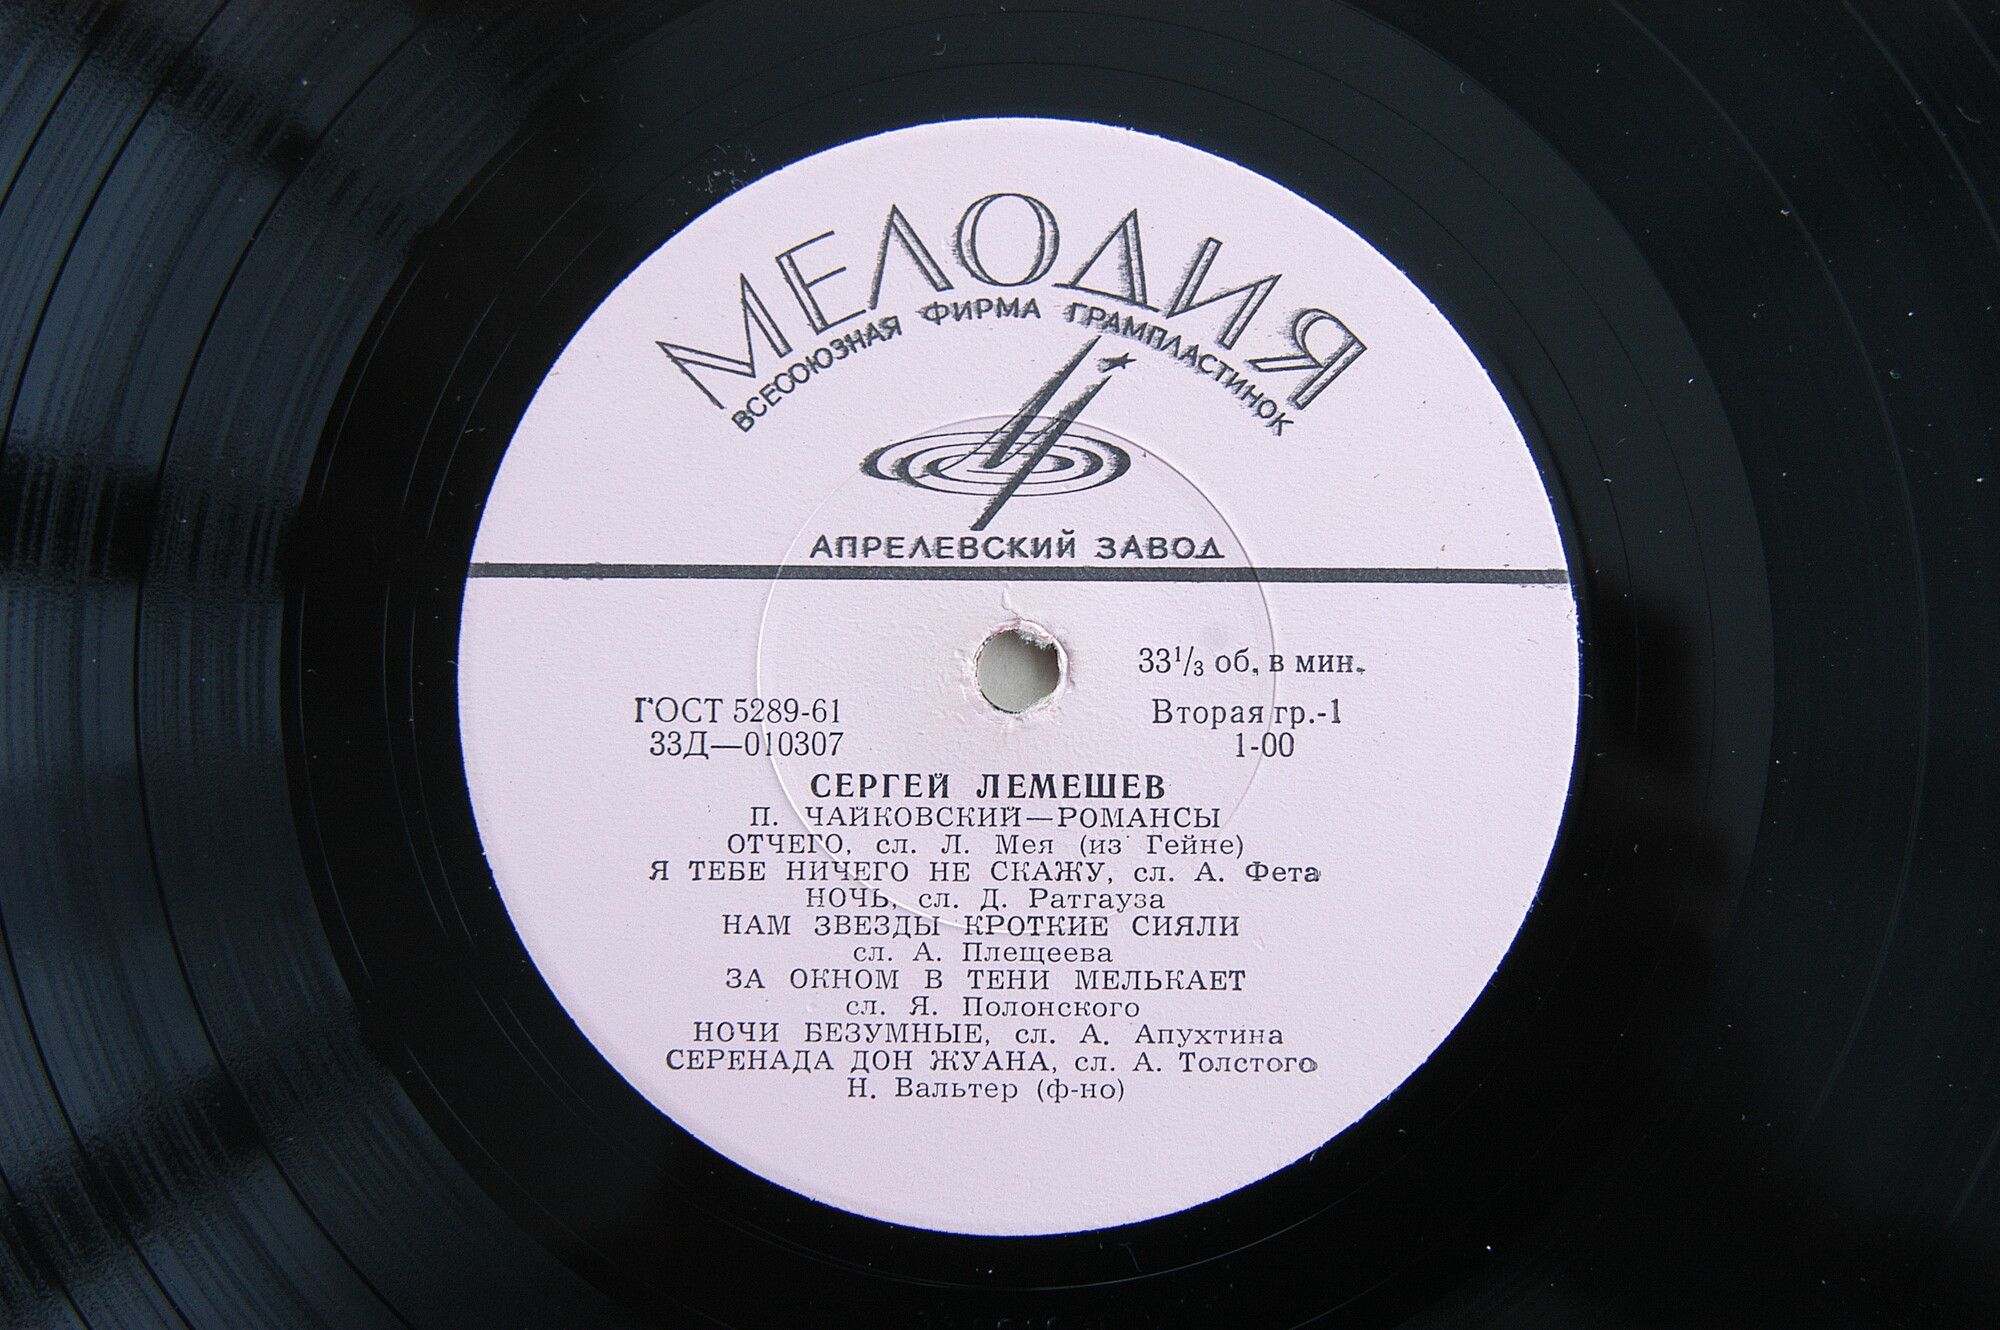 МЕЛОДИЯ
ВСЕСОЮЗНАЯ ФИРМА ГРАМПЛАСТИНОК
АПРЕЛЕВСКИЙ ЗАВОД
33¹/₃ об. в мин.
ГОСТ 5289-61 Вторая гр.-1
33Д—010307 1-00
СЕРГЕЙ ЛЕМЕШЕВ
П. ЧАЙКОВСКИЙ—РОМАНСЫ
ОТЧЕГО, сл. Л. Мея (из Гейне)
Я ТЕБЕ НИЧЕГО НЕ СКАЖУ, сл. А. Фета
НОЧЬ, сл. Д. Ратгауза
НАМ ЗВЕЗДЫ КРОТКИЕ СИЯЛИ
сл. А. Плещеева
ЗА ОКНОМ В ТЕНИ МЕЛЬКАЕТ
сл. Я. Полонского
НОЧИ БЕЗУМНЫЕ, сл. А. Апухтина
СЕРЕНАДА ДОН ЖУАНА, сл. А. Толстого
Н. Вальтер (ф-но)